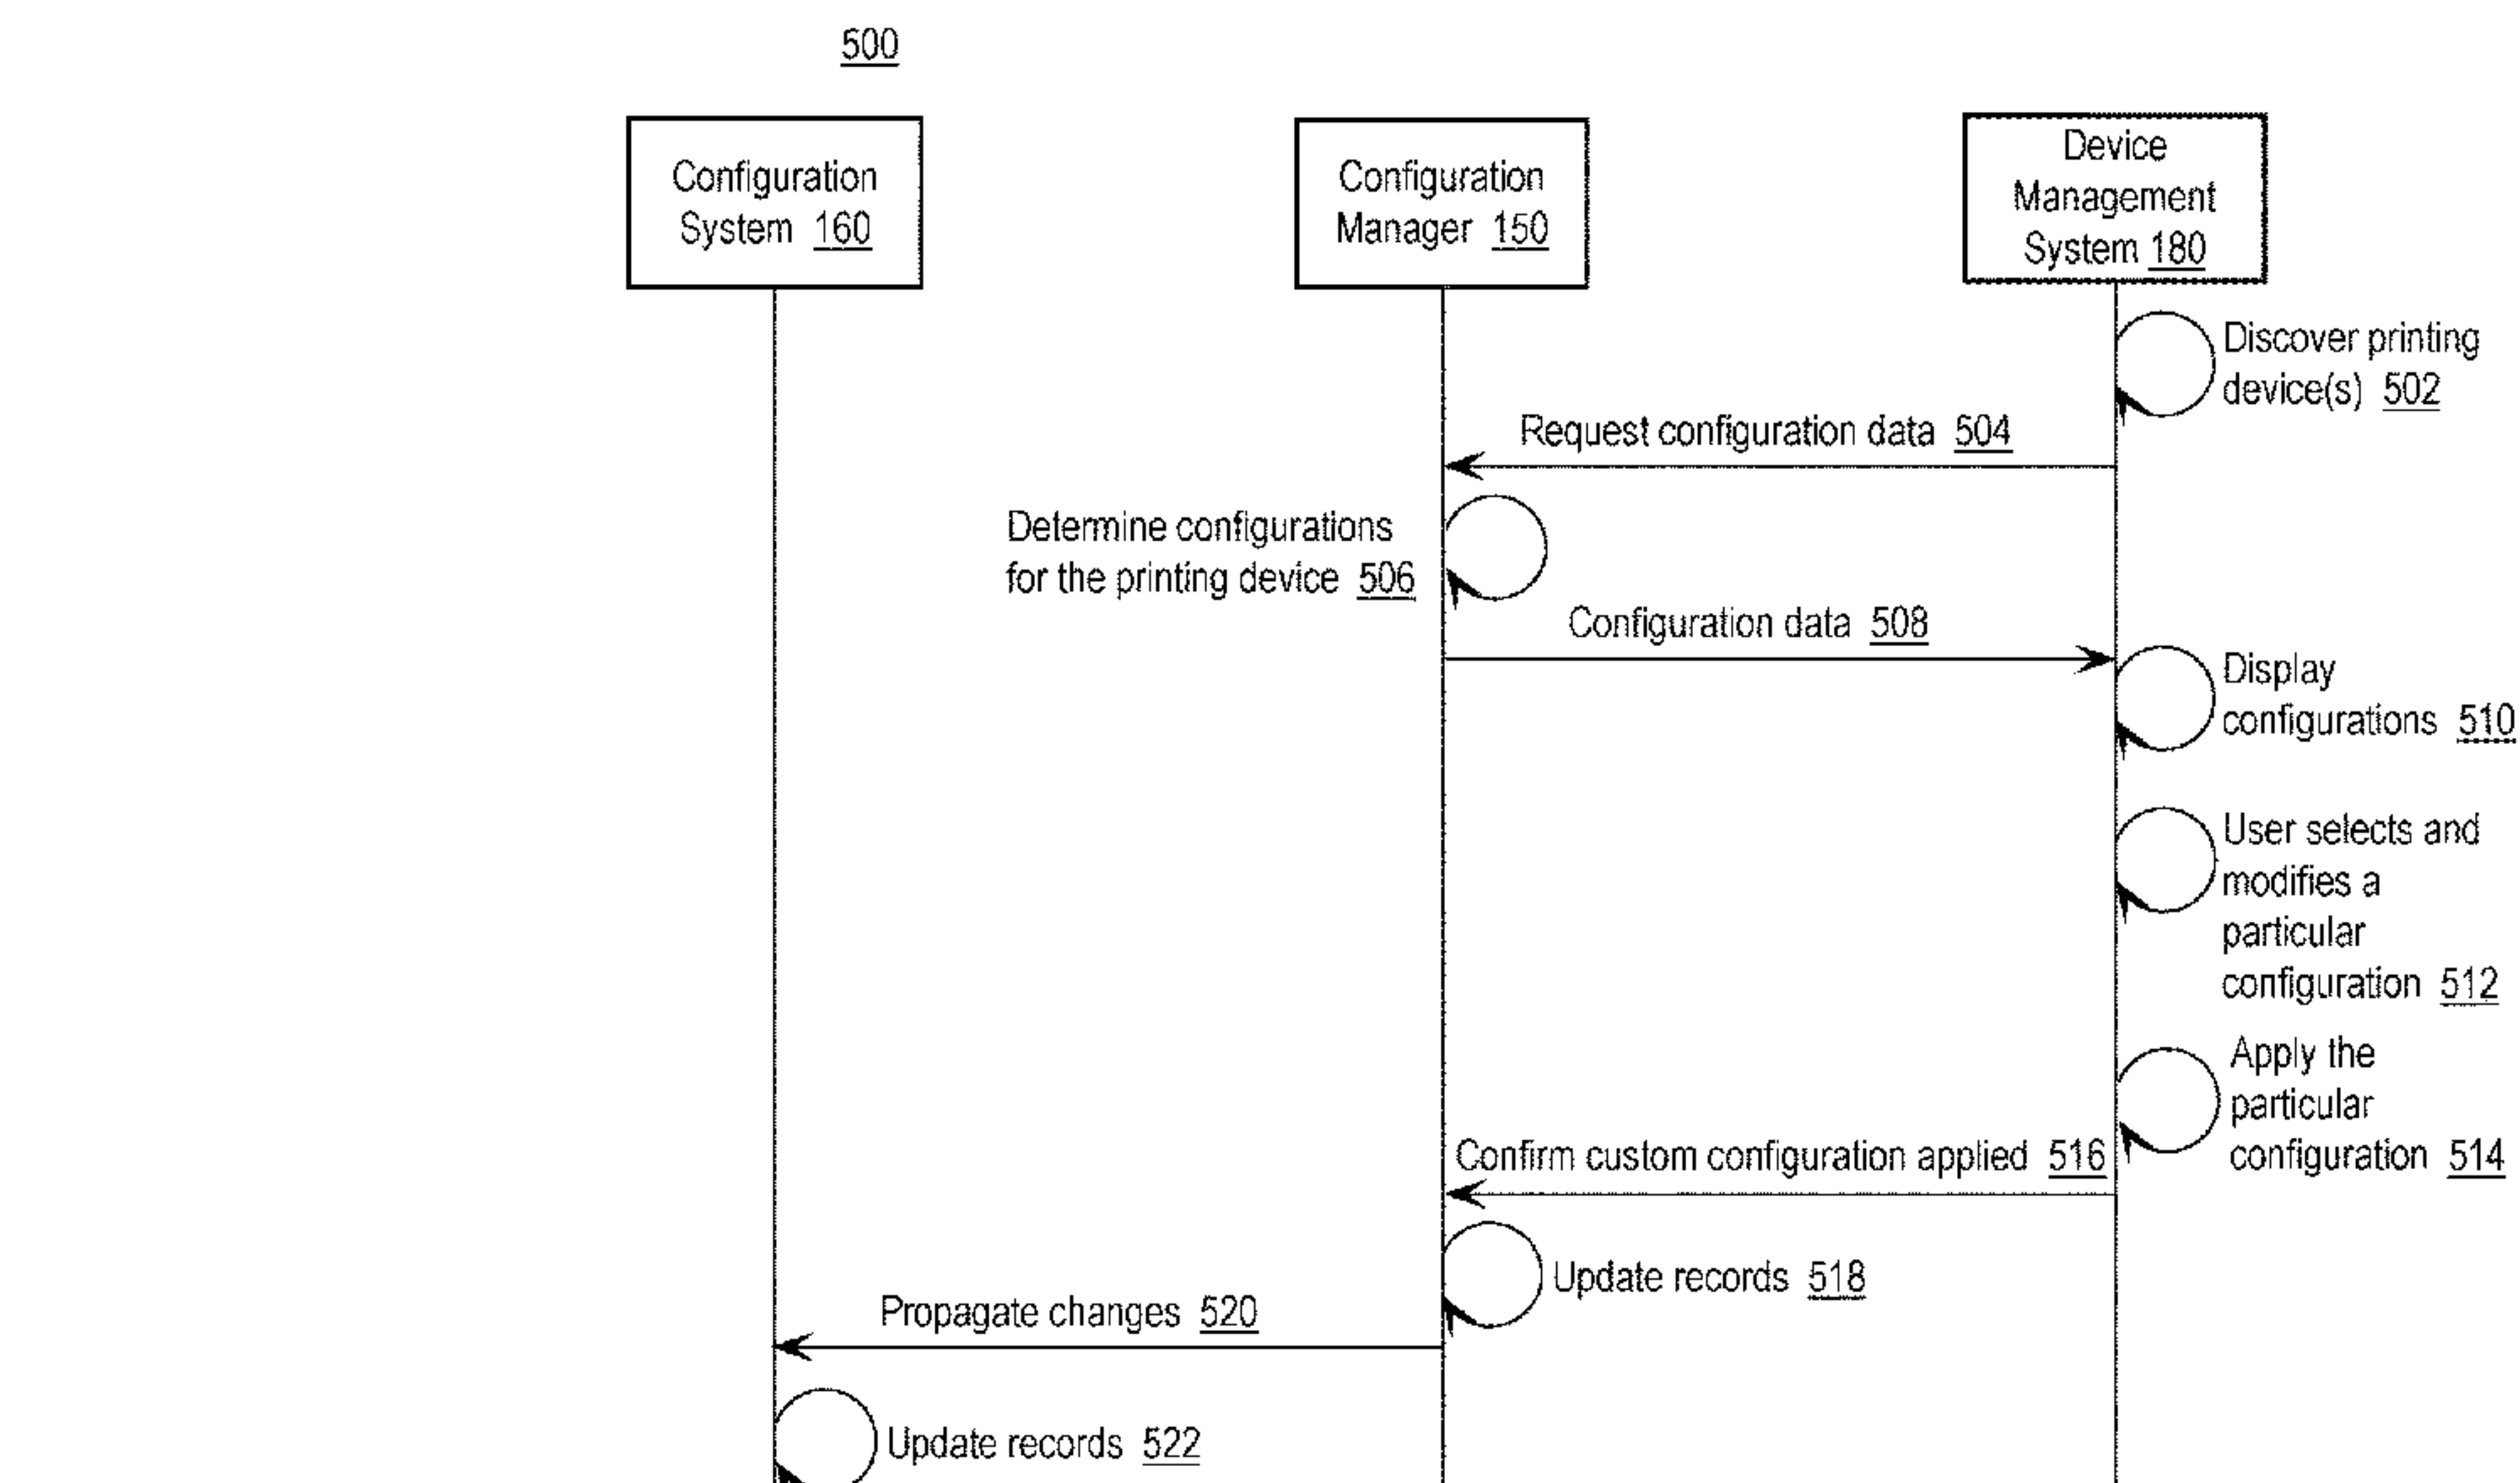 500
Configuration
System 160
Configuration
Manager 150
Device
Management
System 180
Discover printing
device(s) 502
Request configuration data 504
Determine configurations
for the printing device 506
Configuration data 508
Display
configurations 510
User selects and
modifies a
particular
configuration 512
Apply the
particular
configuration 514
Confirm custom configuration applied 516
Update records 518
Propagate changes 520
Update records 522